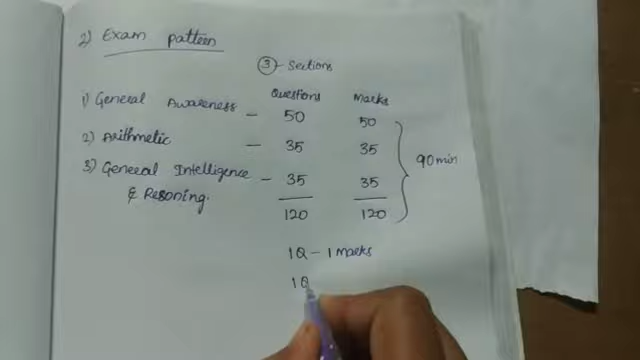 2) Exam Patteen
3 - Sections
Questions Marks
1) General Awareness - 50 50
2) Arithmetic - 35 35
3) General Intelligence - 35 35
& Resoning. 120 120
90 min
1Q - 1 Marks
1Q